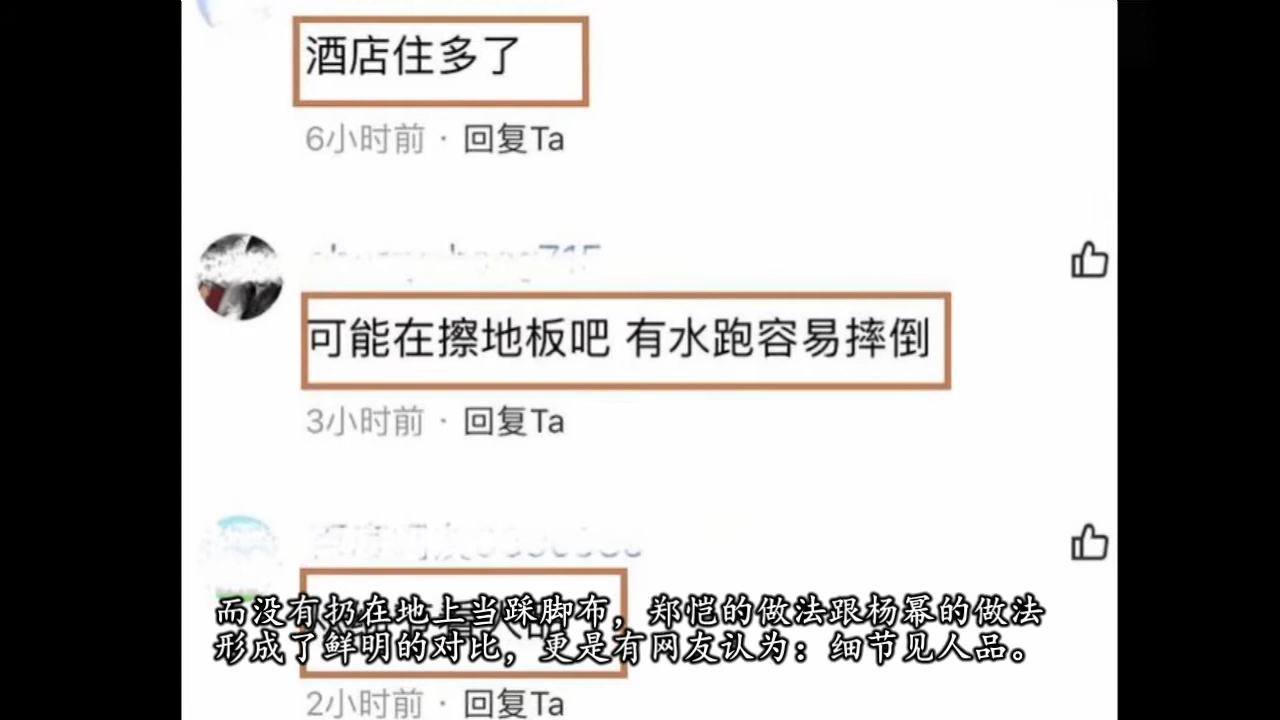 酒店住多了
6小时前 · 回复Ta
可能在擦地板吧 有水跑容易摔倒
3小时前 · 回复Ta
而没有扔在地上当踩脚布，郑恺的做法跟杨幂的做法
形成了鲜明的对比，更是有网友认为：细节见人品。
2小时前 · 回复Ta